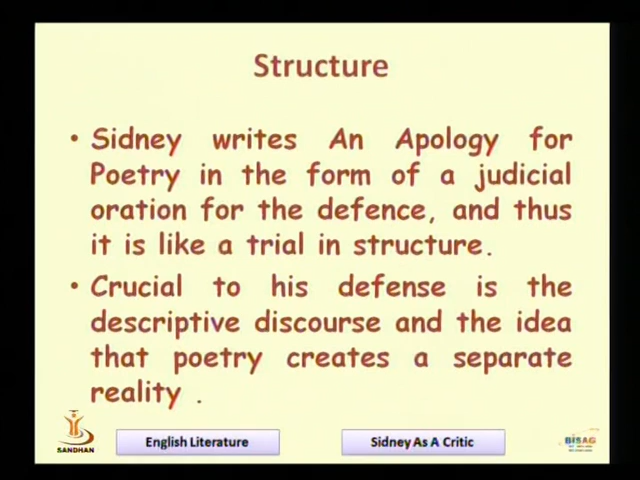 Structure
• Sidney writes An Apology for
Poetry in the form of a judicial
oration for the defence, and thus
it is like a trial in structure.
• Crucial to his defense is the
descriptive discourse and the idea
that poetry creates a separate
reality .
SANDHAN
English Literature
Sidney As A Critic
BISAG